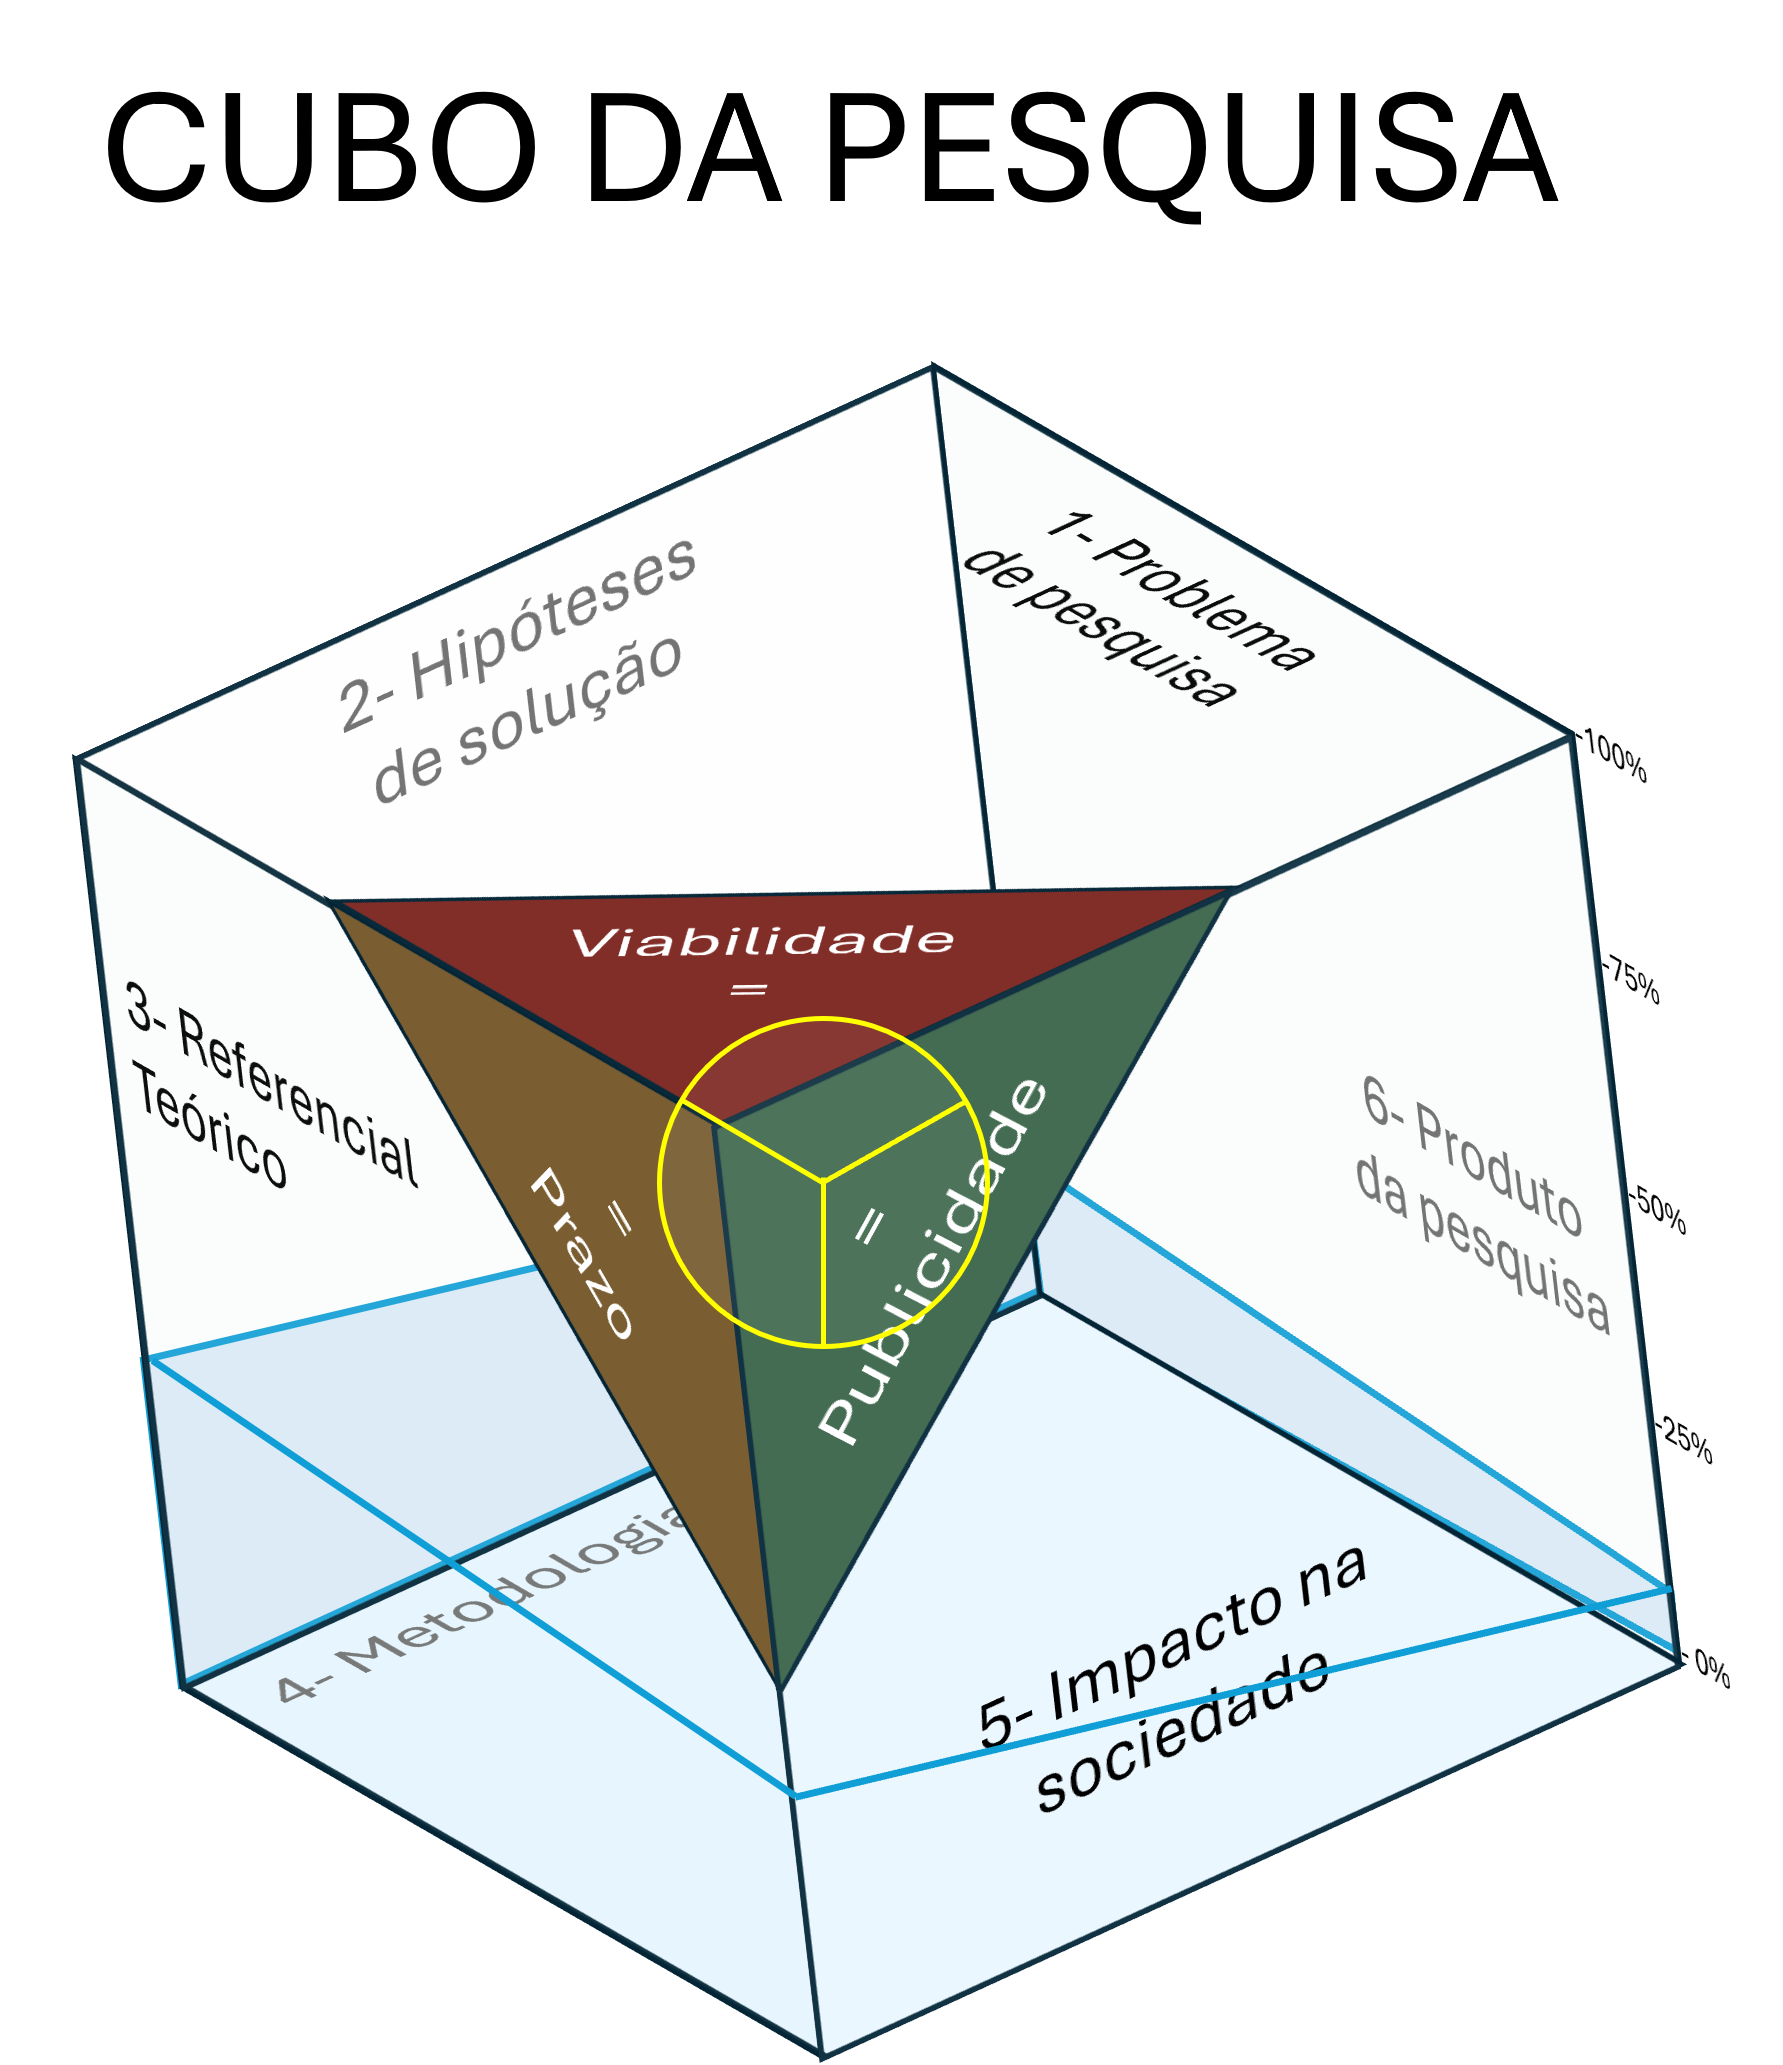 CUBO DA PESQUISA
1- Problema
de pesquisa
2- Hipóteses
de solução
-100%
Viabilidade
=
-75%
3- Referencial
Teórico
6- Produto
da pesquisa
Prazo
=
=
Publicidade
-50%
-25%
4- Metodologia
5- Impacto na
sociedade
- 0%